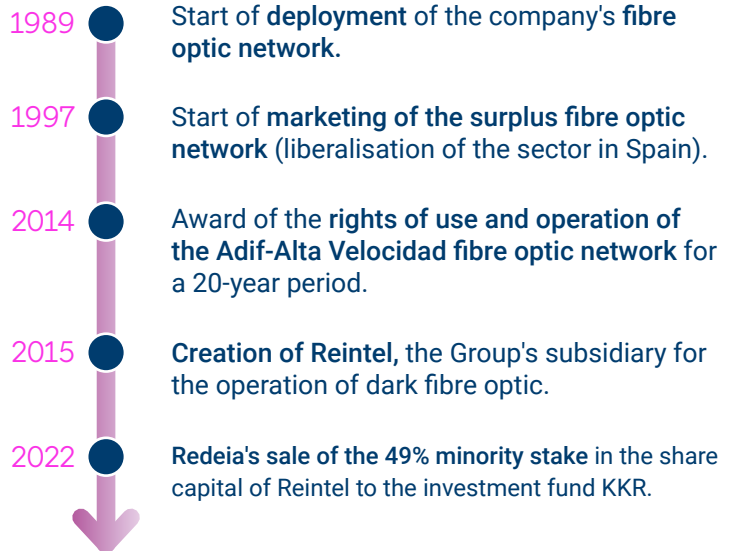 1989
Start of deployment of the company's fibre
optic network.
1997
Start of marketing of the surplus fibre optic
network (liberalisation of the sector in Spain).
2014
Award of the rights of use and operation of
the Adif-Alta Velocidad fibre optic network for
a 20-year period.
2015
Creation of Reintel, the Group's subsidiary for
the operation of dark fibre optic.
2022
Redeia's sale of the 49% minority stake in the share
capital of Reintel to the investment fund KKR.